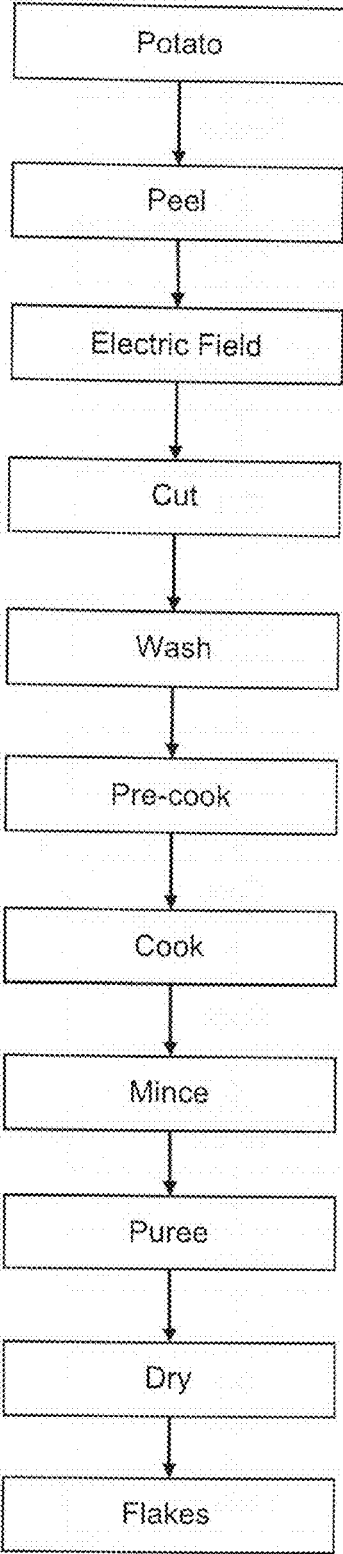 Potato
Peel
Electric Field
Cut
Wash
Pre-cook
Cook
Mince
Puree
Dry
Flakes